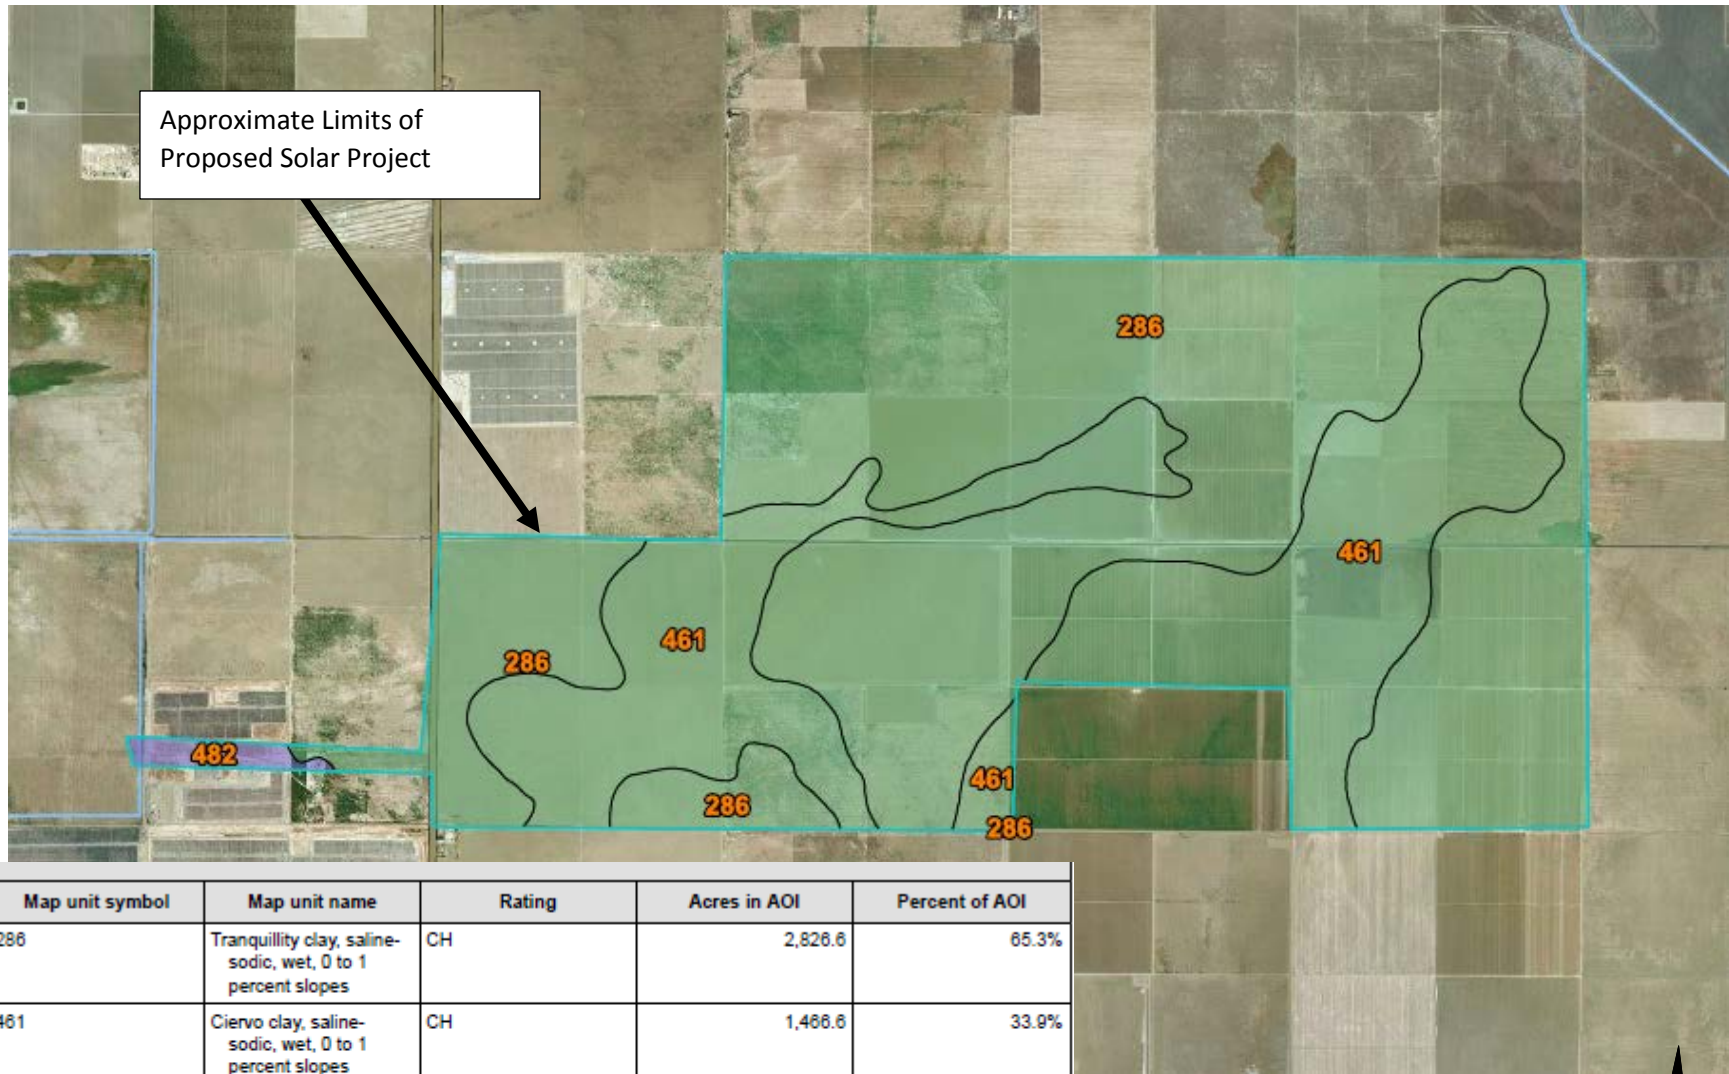 Approximate Limits of
Proposed Solar Project
286
461
461
286
482
461
286
286
Map unit symbol Map unit name Rating Acres in AOI Percent of AOI
286 Tranquillity clay, saline- CH 2,826.6 65.3%
sodic, wet, 0 to 1
percent slopes
461 Ciervo clay, saline- CH 1,466.6 33.9%
sodic, wet, 0 to 1
percent slopes